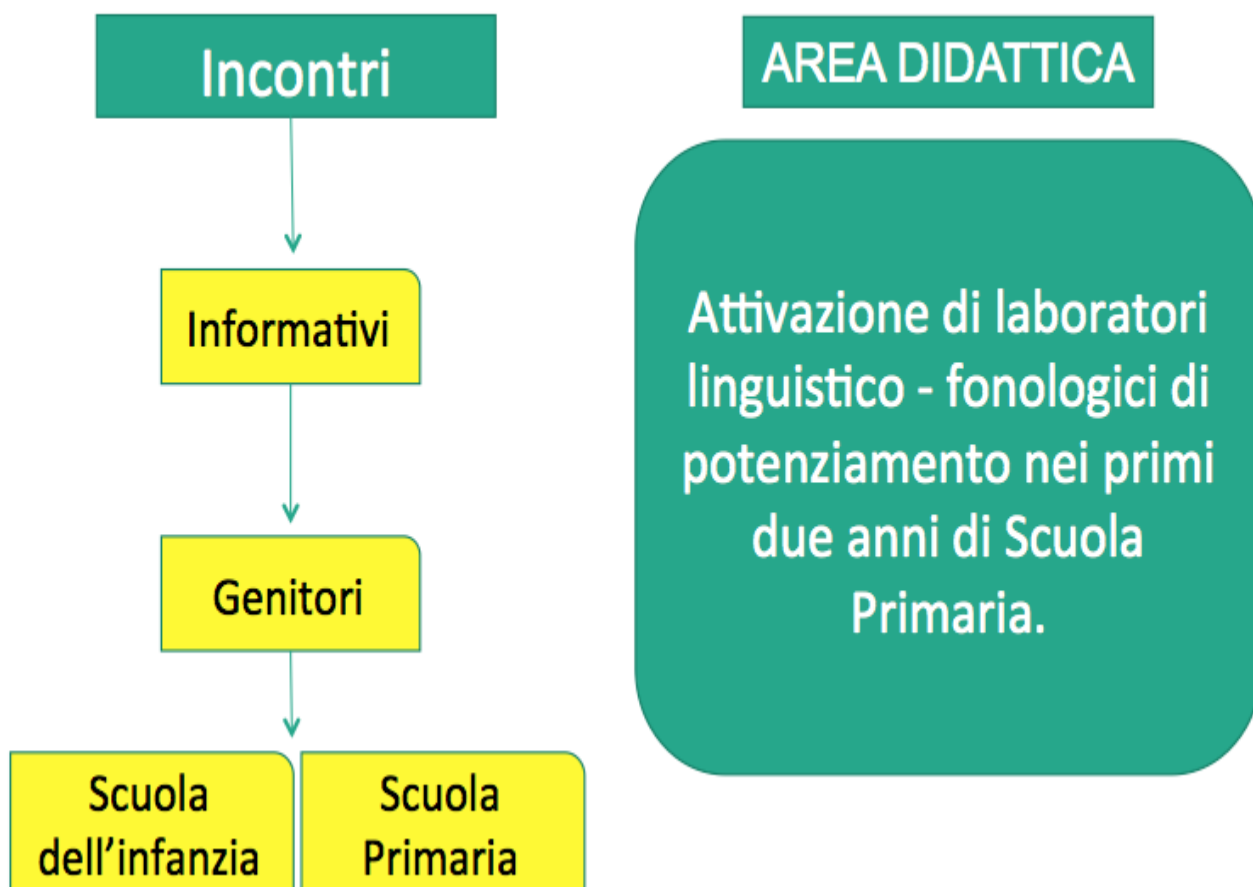 Incontri
Informativi
Genitori
Scuola
dell’infanzia
Scuola
Primaria
AREA DIDATTICA
Attivazione di laboratori
linguistico - fonologici di
potenziamento nei primi
due anni di Scuola
Primaria.